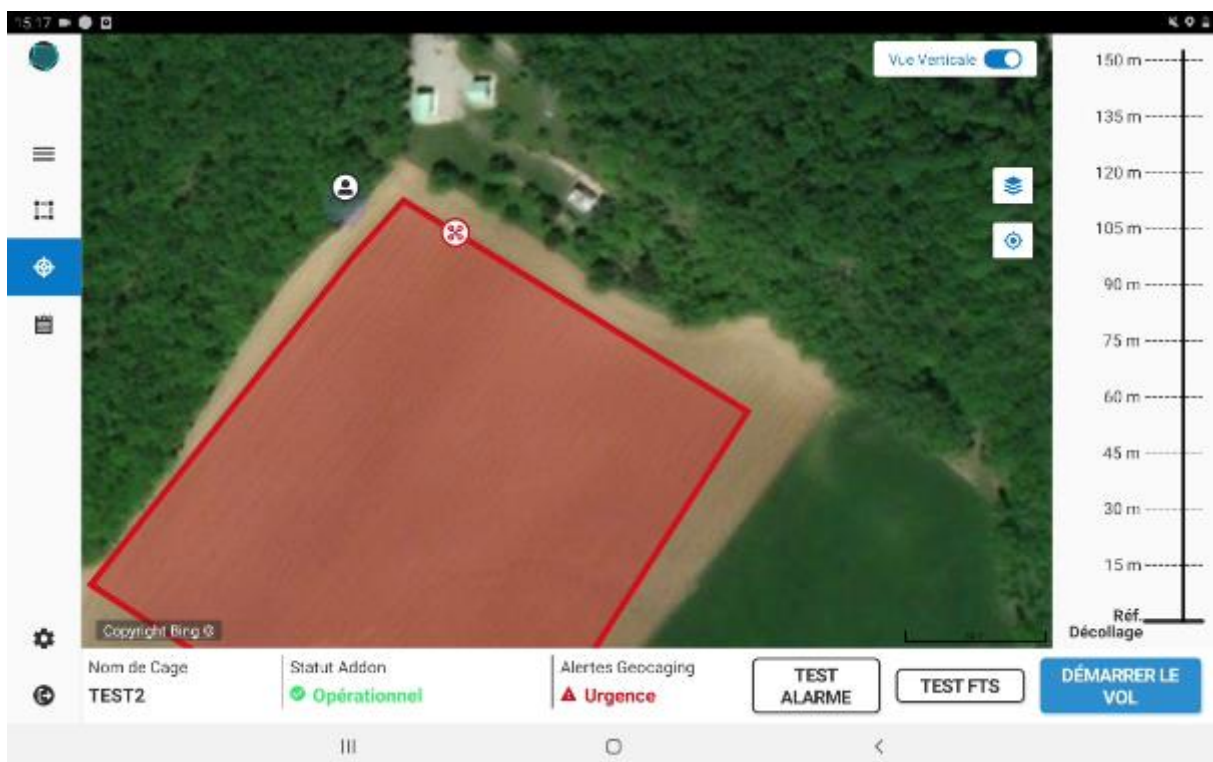 15:17
Vue Verticale
150 m
135 m
120 m
105 m
90 m
75 m
60 m
45 m
30 m
15 m
Réf.
Décollage
Copyright Bing ©
Nom de Cage
TEST2
Statut Addon
Opérationnel
Alertes Geocaging
Urgence
TEST
ALARME
TEST FTS
DÉMARRER LE
VOL